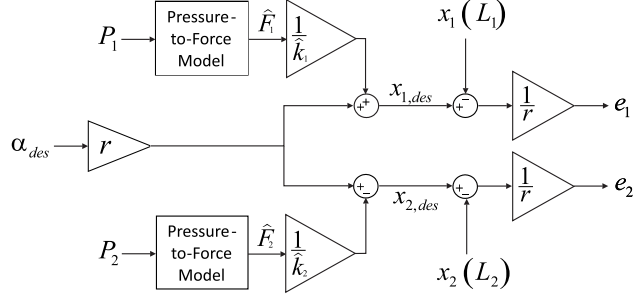 P₁
Pressure-
to-Force
Model
F̂₁
1/k̂₁
x₁(L₁)
+
+
x₁,des
+
−
1/r
e₁
α_des
r
+
−
x₂,des
+
−
1/r
e₂
P₂
Pressure-
to-Force
Model
F̂₂
1/k̂₂
x₂(L₂)